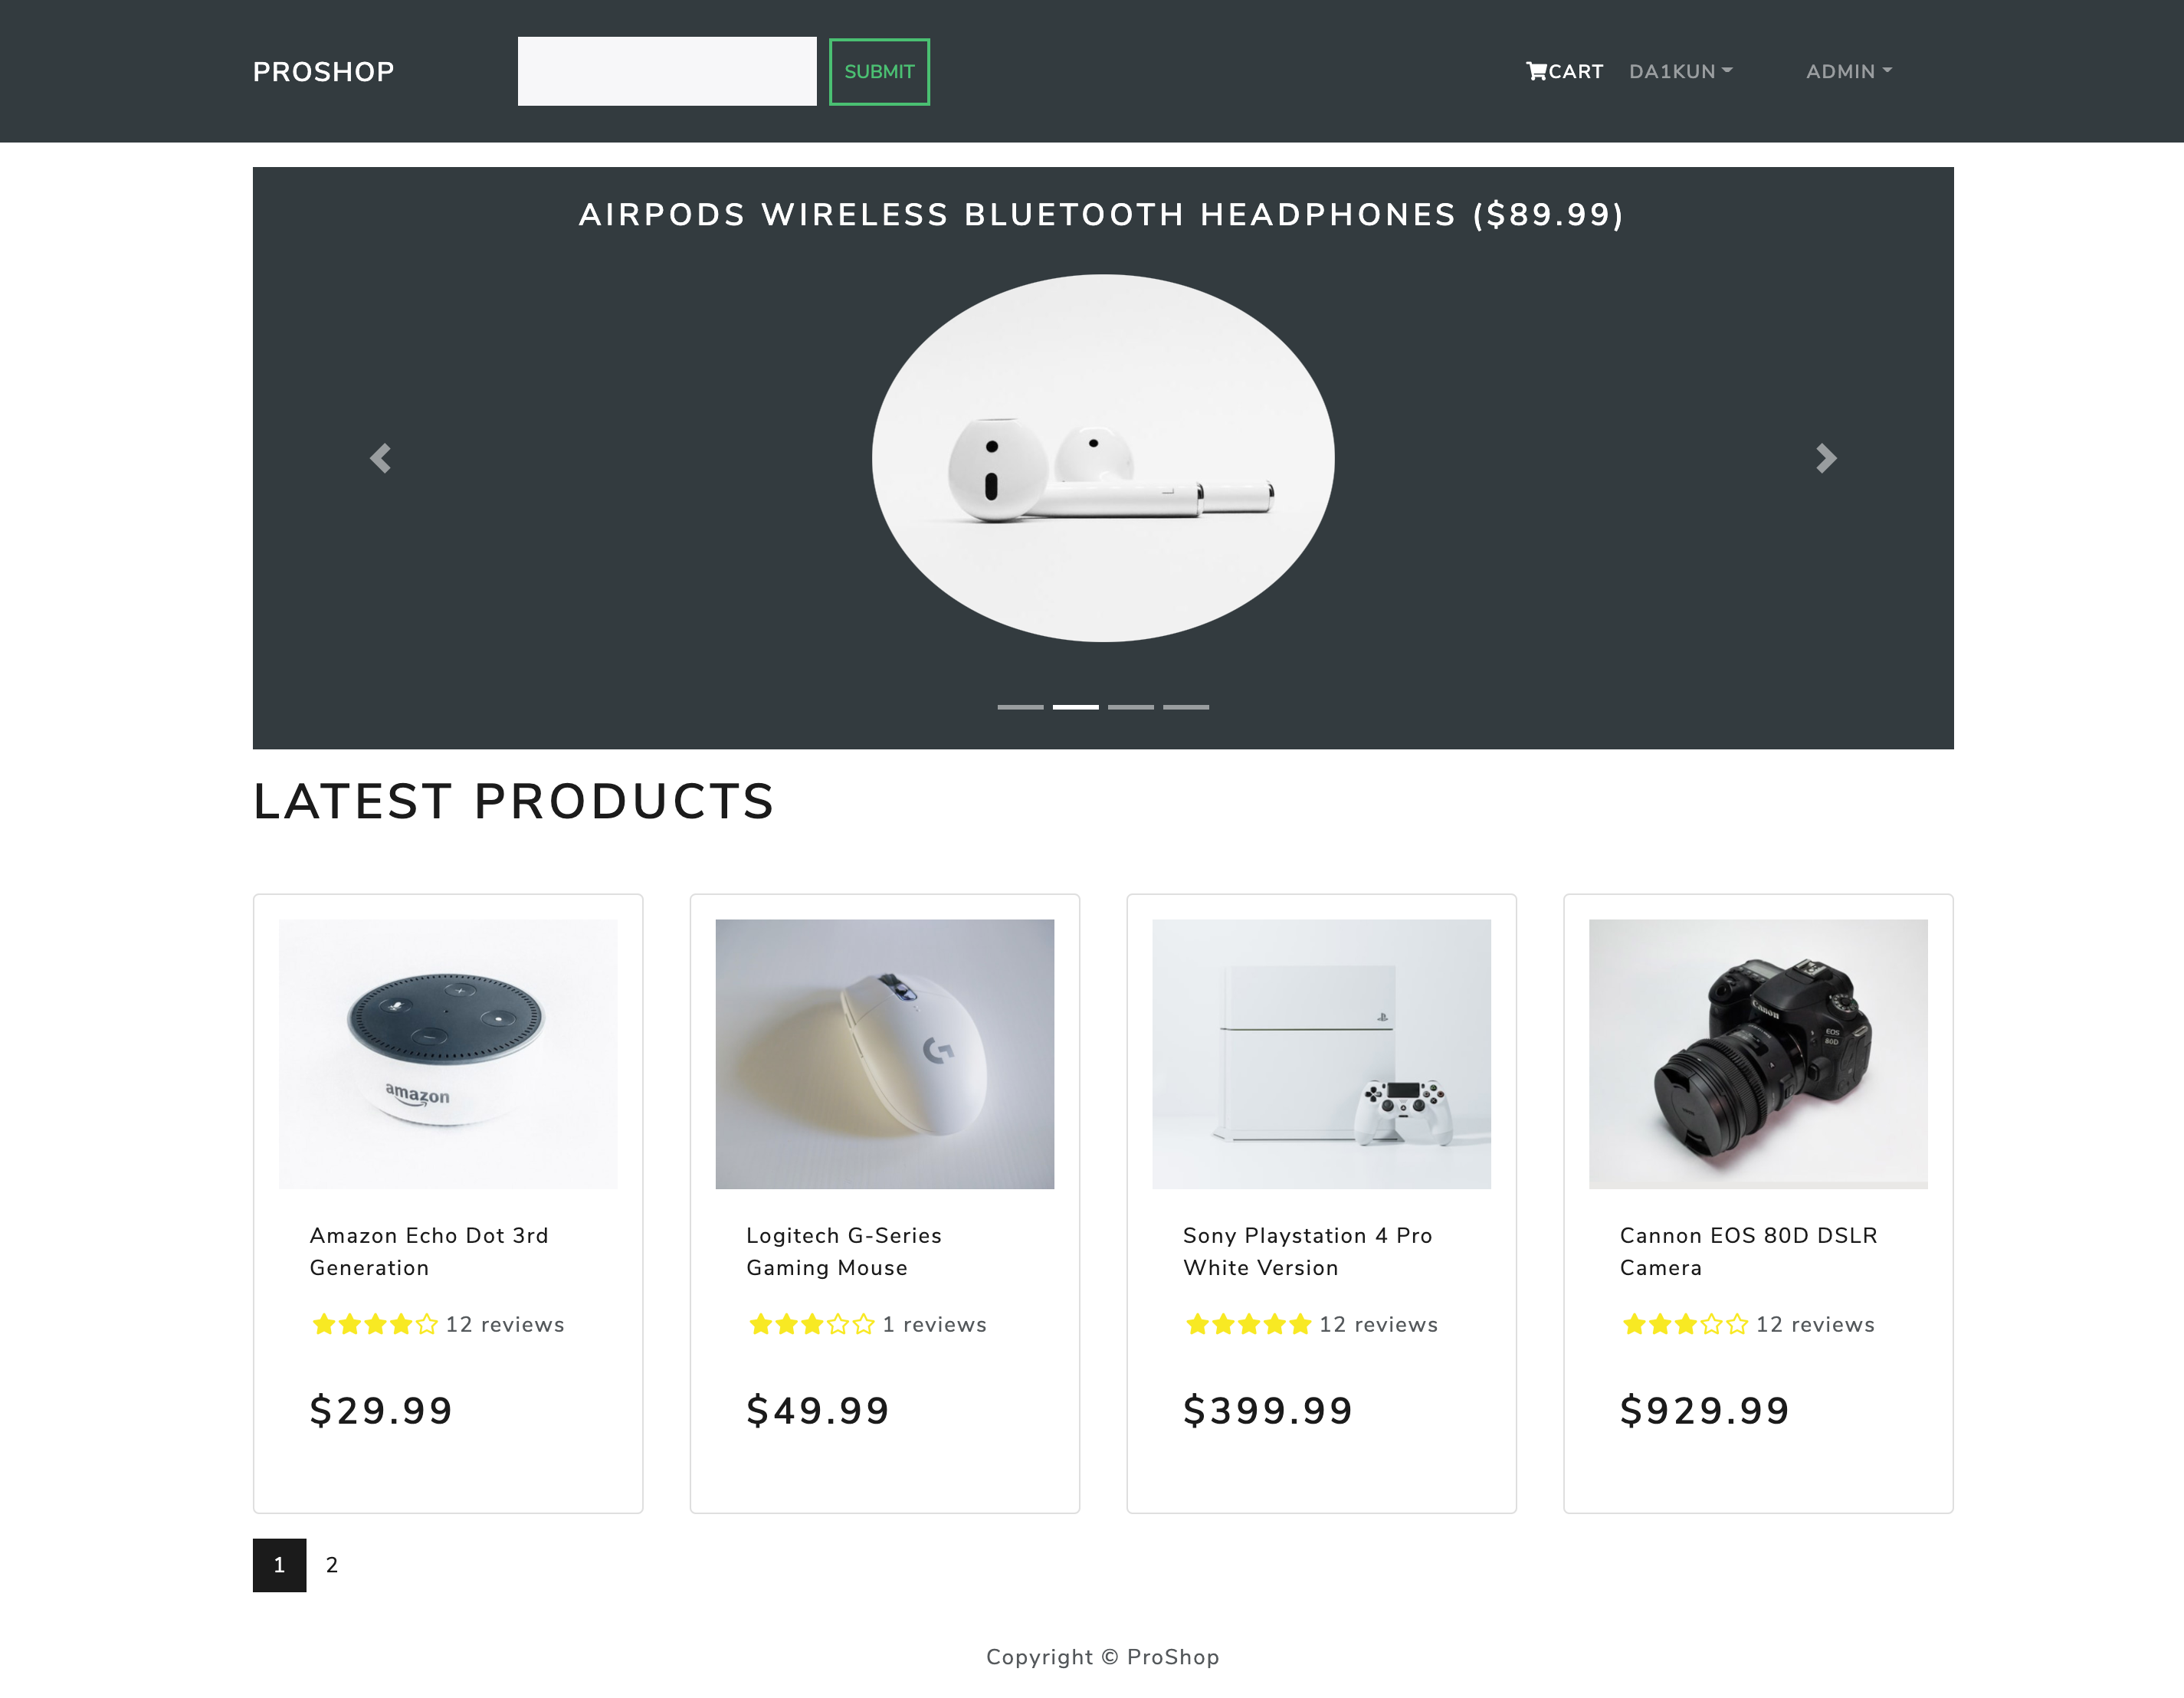 PROSHOP
SUBMIT
CART
DA1KUN
ADMIN
AIRPODS WIRELESS BLUETOOTH HEADPHONES ($89.99)
LATEST PRODUCTS
amazon
Canon
EOS
80D
Amazon Echo Dot 3rd
Generation
12 reviews
$29.99
Logitech G-Series
Gaming Mouse
1 reviews
$49.99
Sony Playstation 4 Pro
White Version
12 reviews
$399.99
Cannon EOS 80D DSLR
Camera
12 reviews
$929.99
1 2
Copyright © ProShop